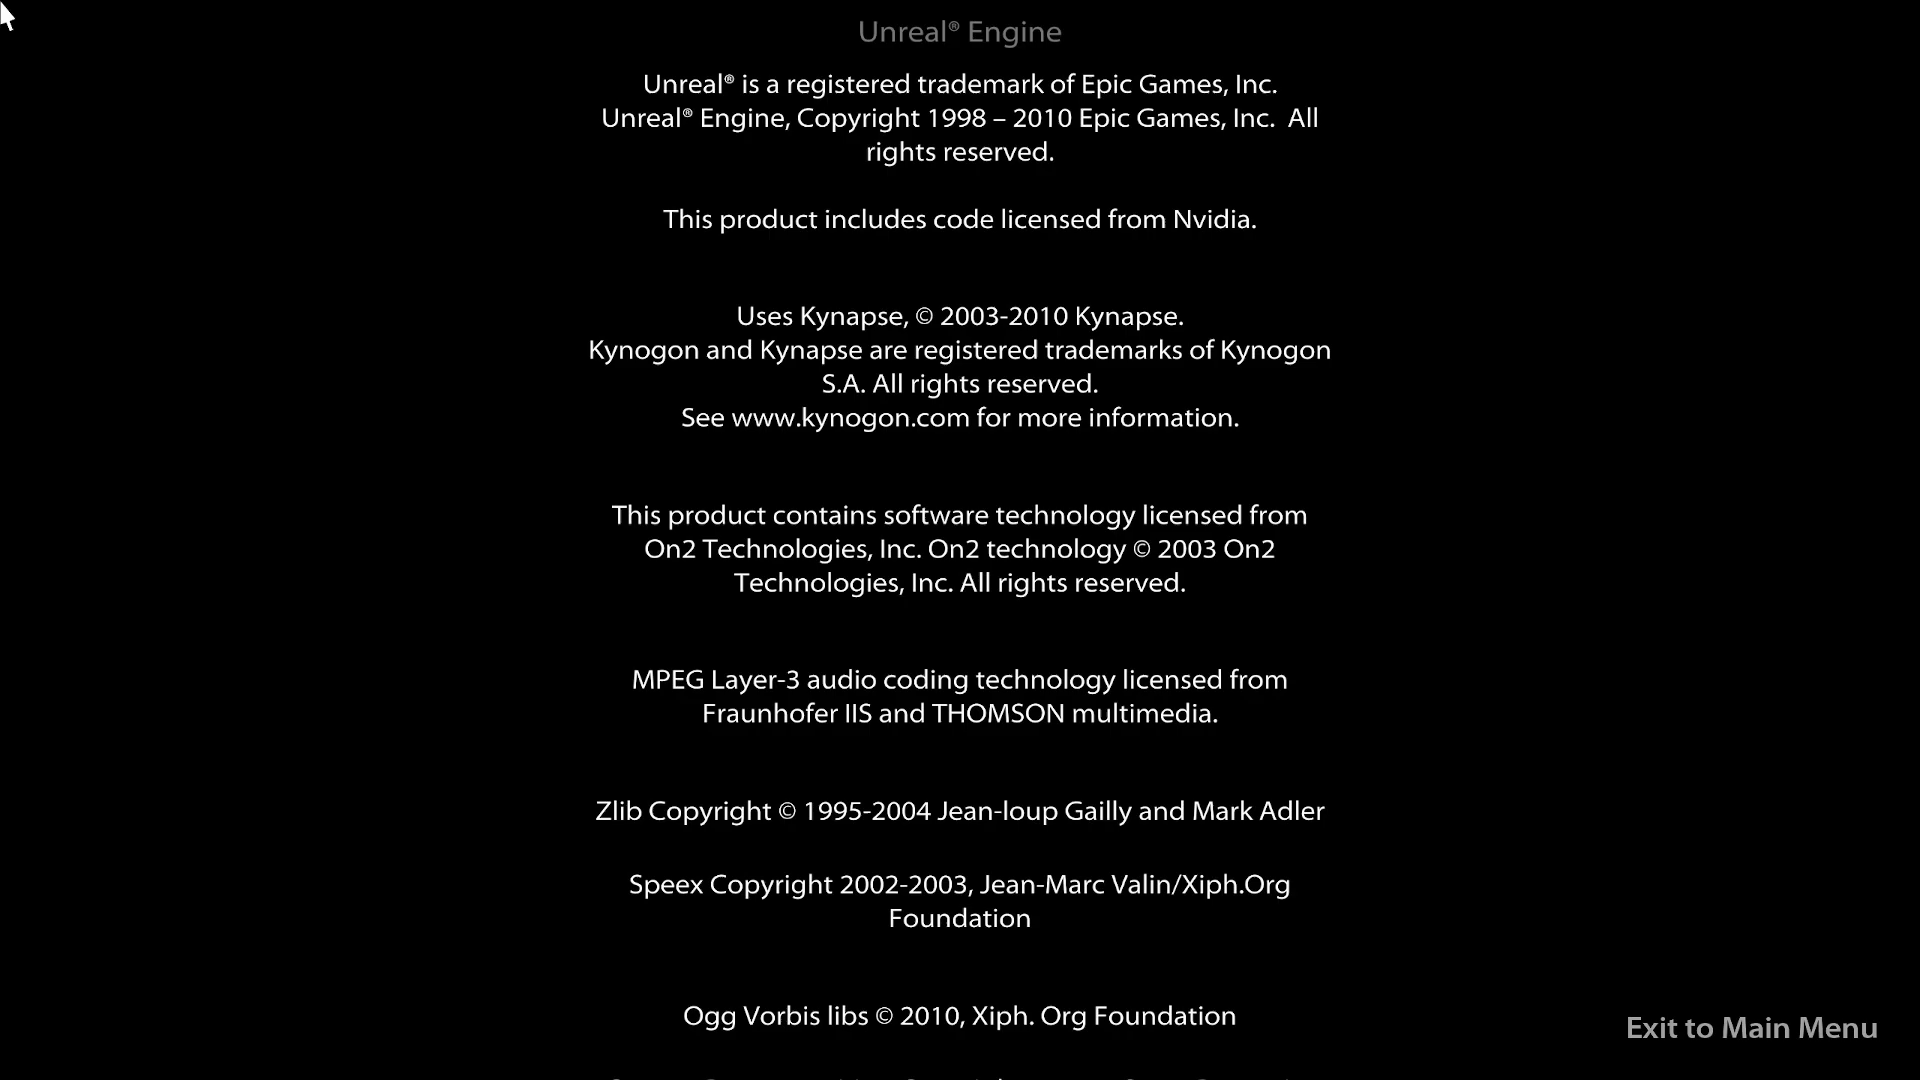 Unreal® Engine
Unreal® is a registered trademark of Epic Games, Inc.
Unreal® Engine, Copyright 1998 – 2010 Epic Games, Inc.  All
rights reserved.
This product includes code licensed from Nvidia.
Uses Kynapse, © 2003-2010 Kynapse.
Kynogon and Kynapse are registered trademarks of Kynogon
S.A. All rights reserved.
See www.kynogon.com for more information.
This product contains software technology licensed from
On2 Technologies, Inc. On2 technology © 2003 On2
Technologies, Inc. All rights reserved.
MPEG Layer-3 audio coding technology licensed from
Fraunhofer IIS and THOMSON multimedia.
Zlib Copyright © 1995-2004 Jean-loup Gailly and Mark Adler
Speex Copyright 2002-2003, Jean-Marc Valin/Xiph.Org
Foundation
Ogg Vorbis libs © 2010, Xiph. Org Foundation
Exit to Main Menu